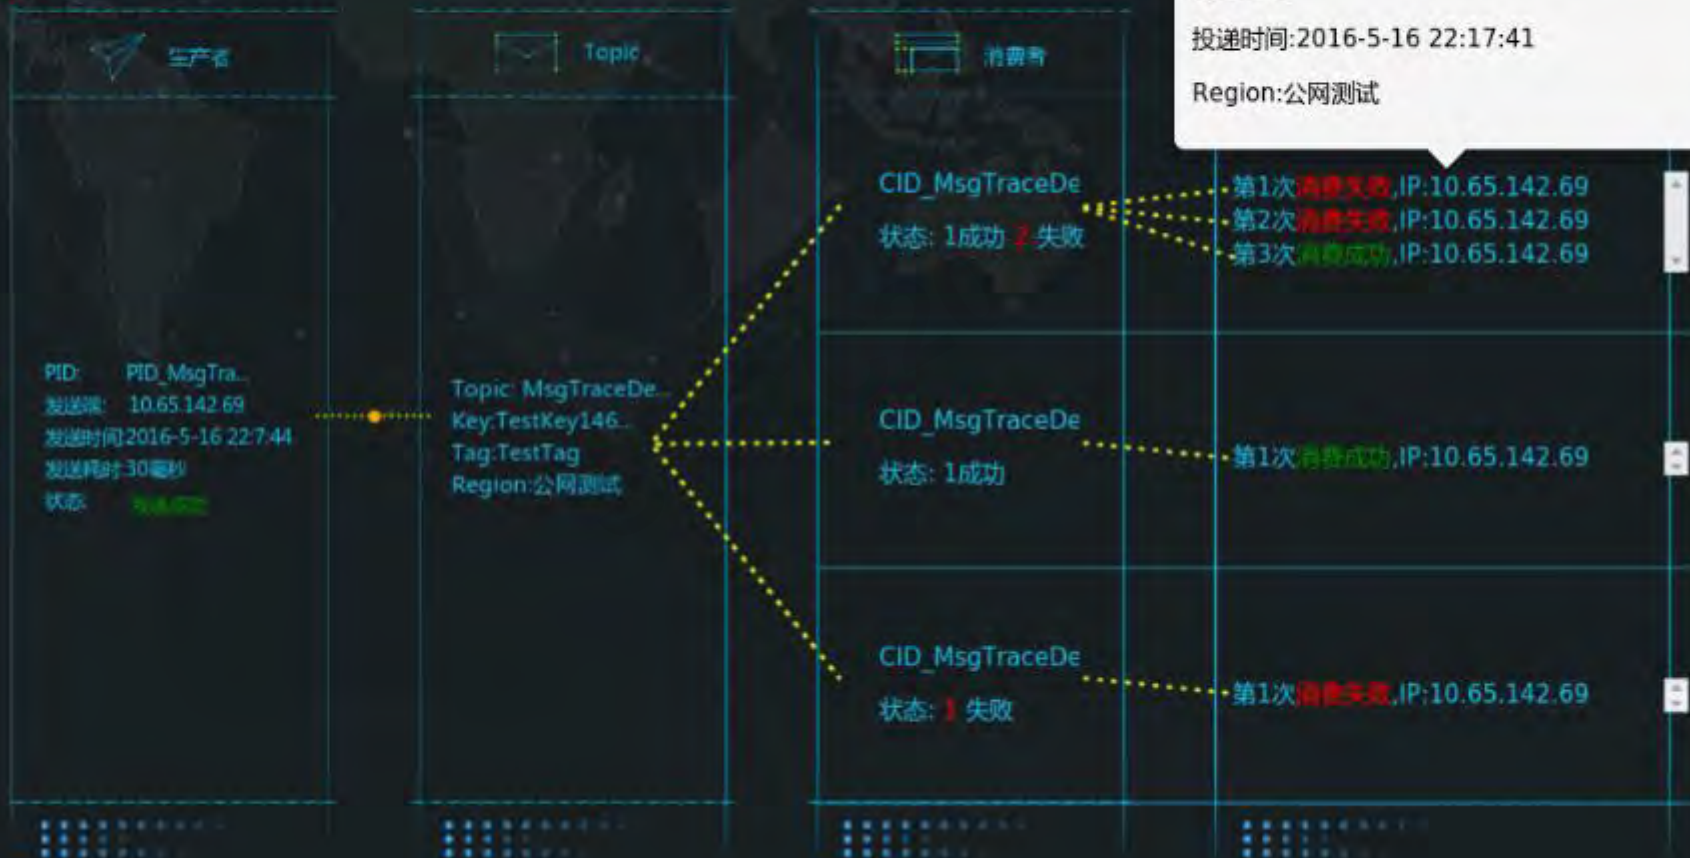 生产者
Topic
消费者
投递时间:2016-5-16 22:17:41
Region:公网测试
PID: PID_MsgTra...
发送端: 10.65.142.69
发送时间:2016-5-16 22:7:44
发送耗时:30毫秒
状态: 发送成功
Topic: MsgTraceDe...
Key:TestKey146...
Tag:TestTag
Region:公网测试
CID_MsgTraceDe
状态: 1成功 2 失败
第1次消费失败,IP:10.65.142.69
第2次消费失败,IP:10.65.142.69
第3次消费成功,IP:10.65.142.69
CID_MsgTraceDe
状态: 1成功
第1次消费成功,IP:10.65.142.69
CID_MsgTraceDe
状态: 1 失败
第1次消费失败,IP:10.65.142.69